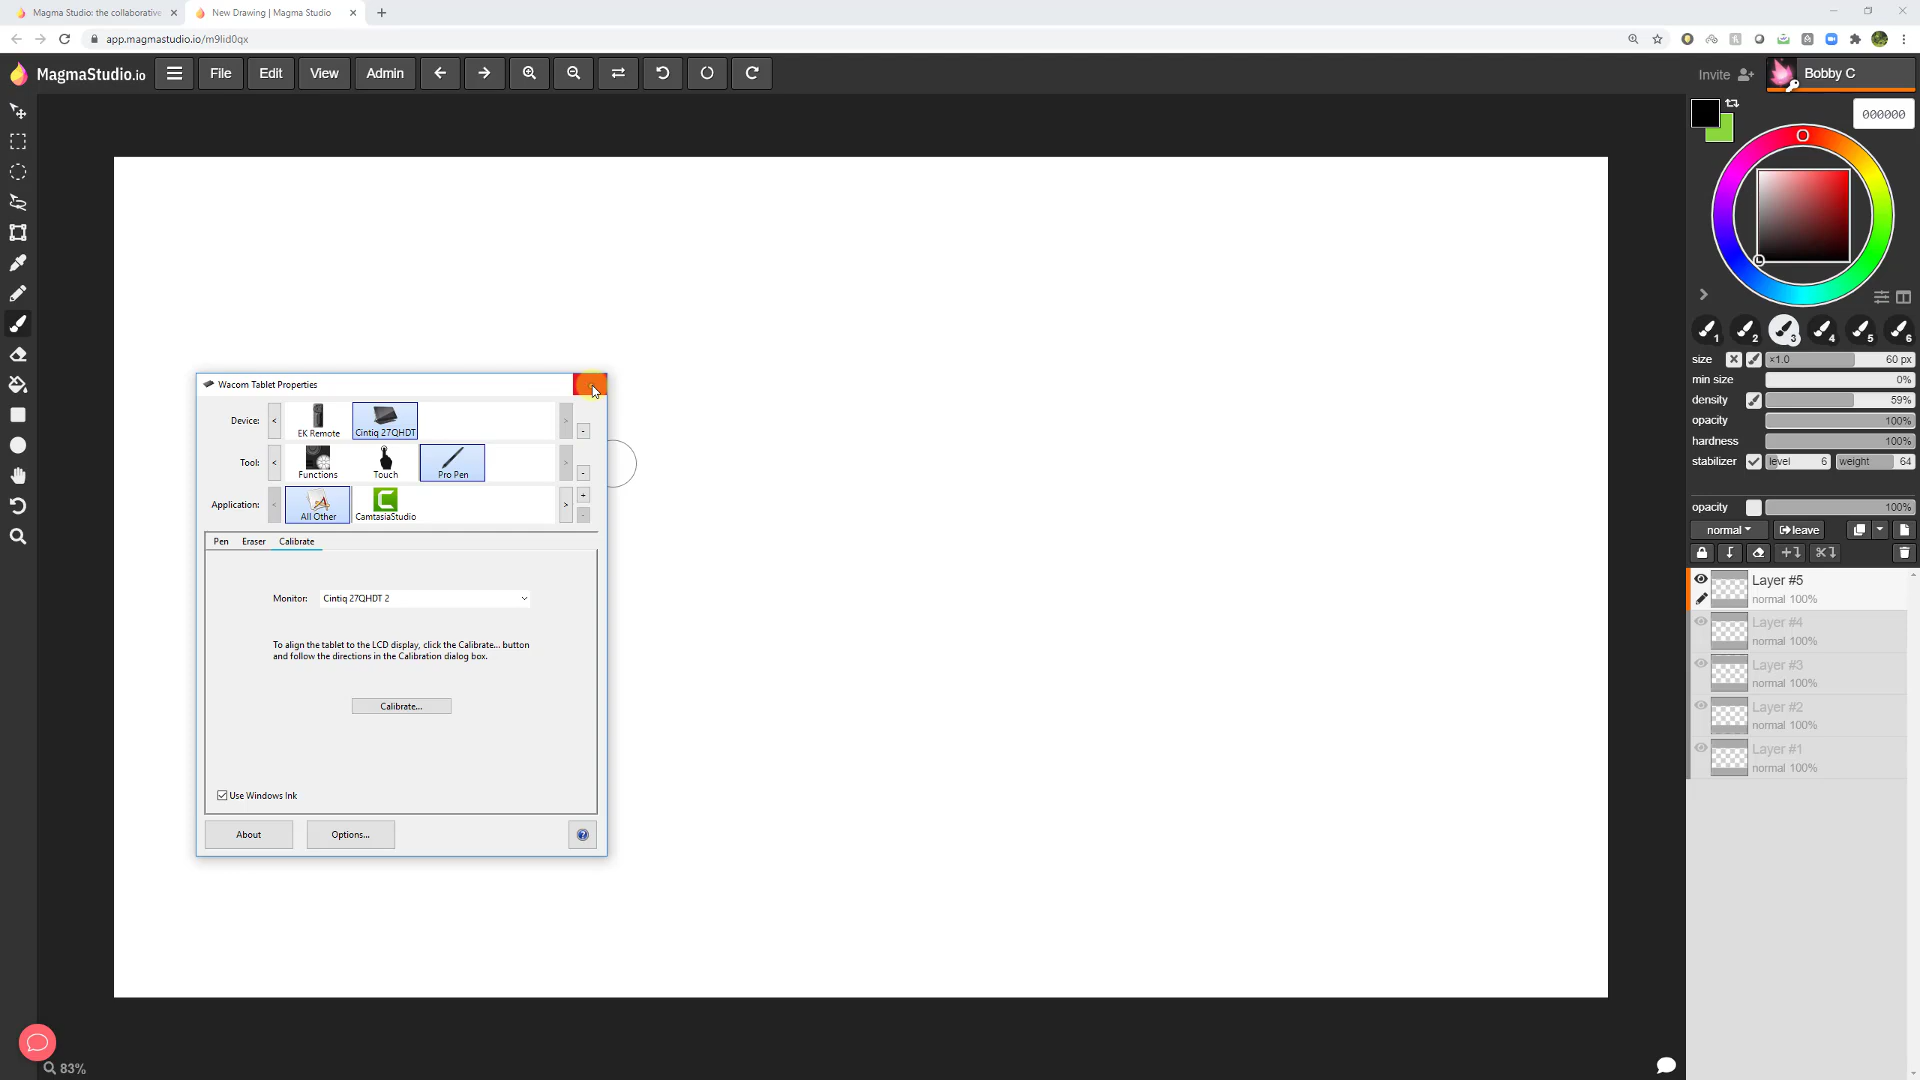 Magma Studio: the collaborative
New Drawing | Magma Studio
app.magmastudio.io/m9lid0qx
MagmaStudio.io
File
Edit
View
Admin
Invite
Bobby C
000000
1 2 3 4 5 6
size ×1.0 60 px
min size 0%
density 59%
opacity 100%
hardness 100%
stabilizer level 6 weight 64
opacity 100%
normal
leave
Layer #5
normal 100%
Layer #4
normal 100%
Layer #3
normal 100%
Layer #2
normal 100%
Layer #1
normal 100%
Wacom Tablet Properties
Device: < EK Remote Cintiq 27QHDT > -
Tool: < Functions Touch Pro Pen > -
Application: < All Other CamtasiaStudio > + -
Pen Eraser Calibrate
Monitor: Cintiq 27QHDT 2
To align the tablet to the LCD display, click the Calibrate... button
and follow the directions in the Calibration dialog box.
Calibrate...
Use Windows Ink
About
Options...
?
83%